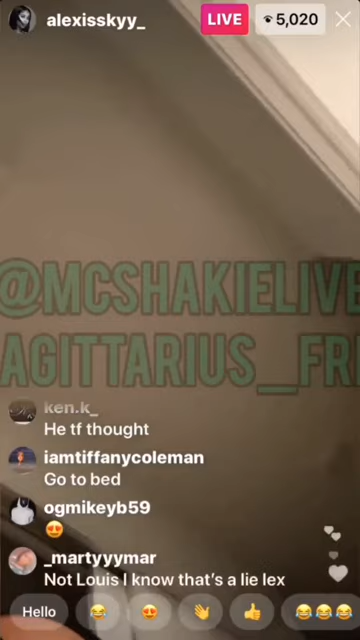 alexisskyy_
LIVE
5,020
@MCSHAKIELIVE
AGITTARIUS_FRE
ken.k_
He tf thought
iamtiffanycoleman
Go to bed
ogmikeyb59
😍
_martyyymar
Not Louis I know that's a lie lex
Hello 😂 😍 👋 👍 😂😂😂